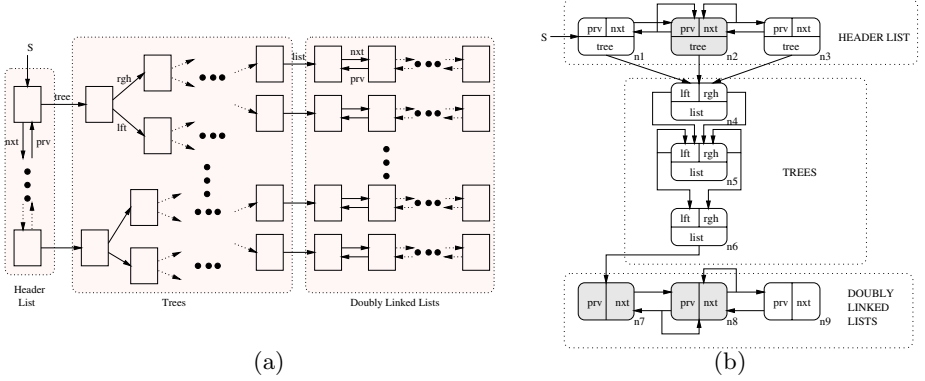 S
list
nxt
prv
rgh
lft
tree
nxt
prv
Header
List
Trees
Doubly Linked Lists
(a)
S
prv nxt
tree
n1
prv nxt
tree
n2
prv nxt
tree
n3
HEADER LIST
lft rgh
list
n4
lft rgh
list
n5
lft rgh
list
n6
TREES
prv nxt
n7
prv nxt
n8
prv nxt
n9
DOUBLY
LINKED
LISTS
(b)